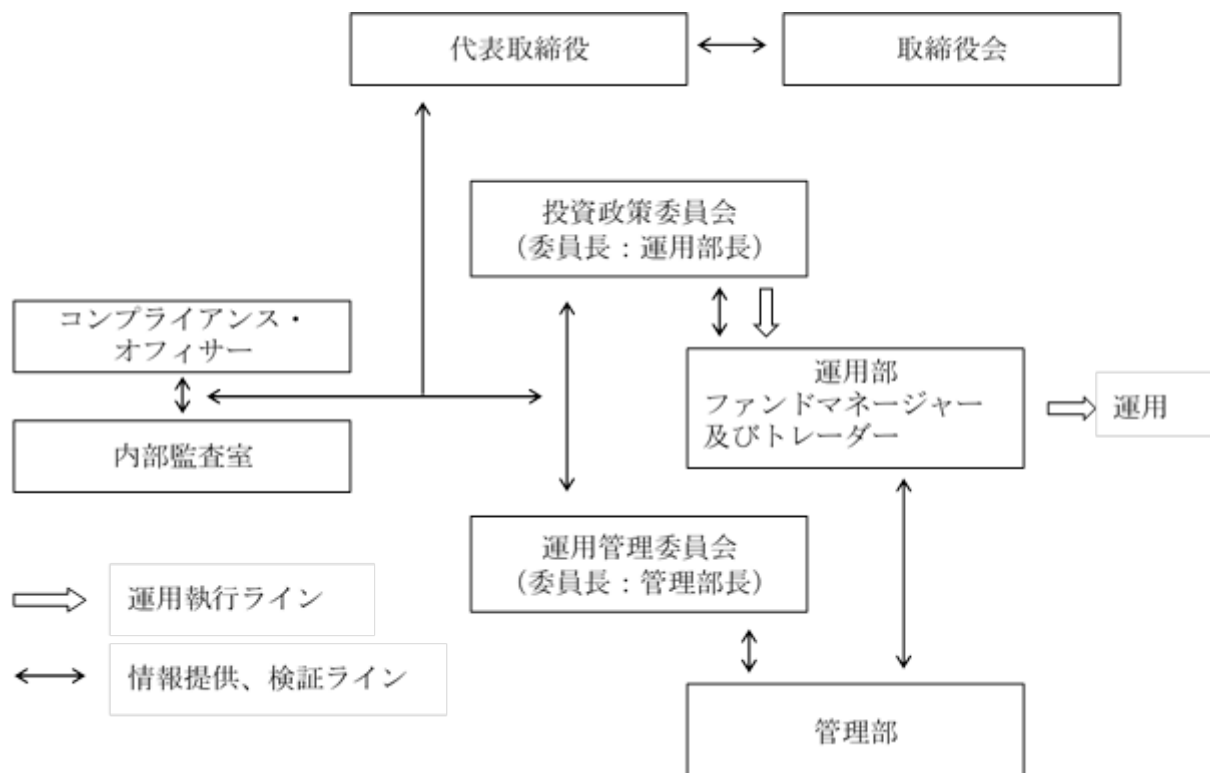 代表取締役
取締役会
投資政策委員会
（委員長：運用部長）
コンプライアンス・
オフィサー
運用部
ファンドマネージャー
及びトレーダー
運用
内部監査室
運用管理委員会
（委員長：管理部長）
運用執行ライン
情報提供、検証ライン
管理部